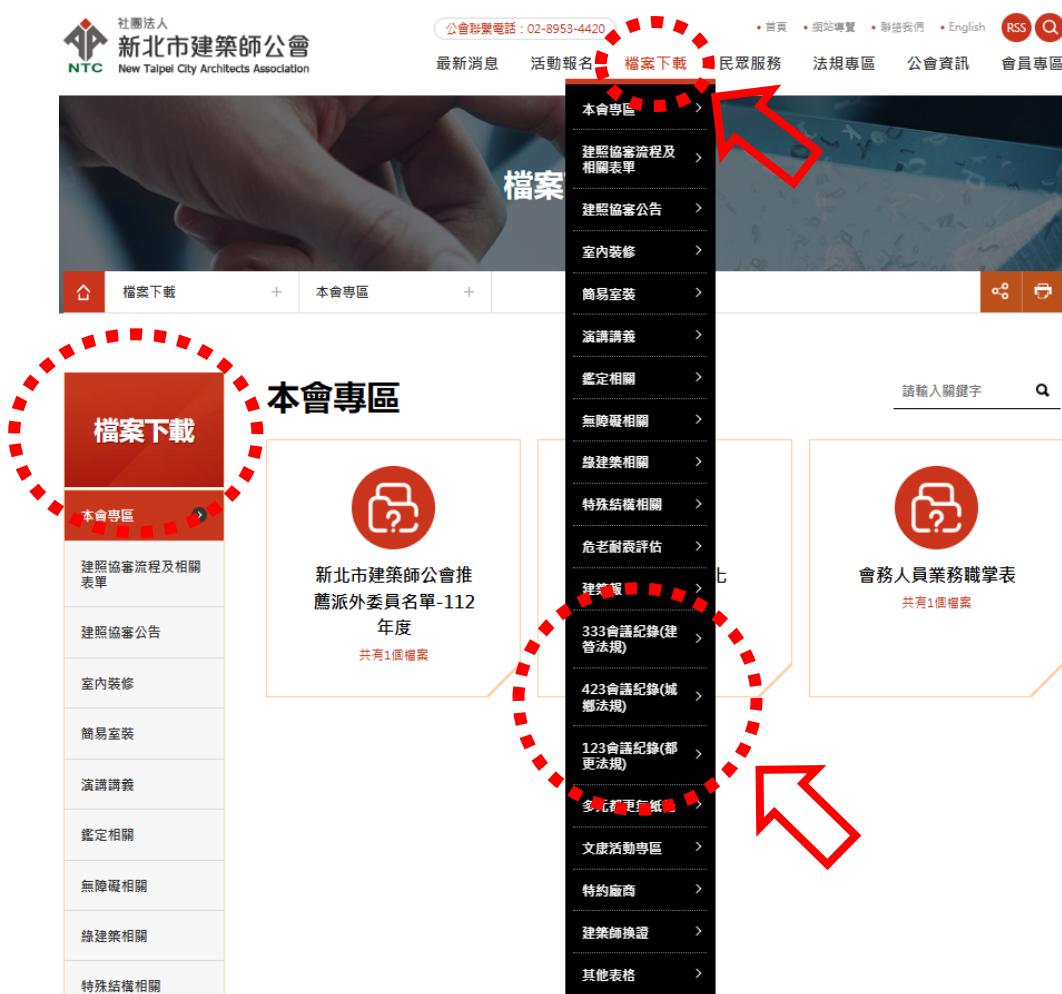 社團法人
新北市建築師公會
NTC New Taipei City Architects Association
公會聯繫電話：02-8953-4420
• 首頁 • 網站導覽 • 聯絡我們 • English RSS
最新消息 活動報名 檔案下載 民眾服務 法規專區 公會資訊 會員專區
檔案
檔案下載 + 本會專區 +
本會專區
建照協審流程及
相關表單
建照協審公告
室內裝修
簡易室裝
演講講義
鑑定相關
無障礙相關
綠建築相關
特殊結構相關
危老耐震評估
建築報
333會議紀錄(建
管法規)
423會議紀錄(城
鄉法規)
123會議紀錄(都
更法規)
多元都更無紙
文康活動專區
特約廠商
建築師換證
其他表格
檔案下載
本會專區
建照協審流程及相關
表單
建照協審公告
室內裝修
簡易室裝
演講講義
鑑定相關
無障礙相關
綠建築相關
特殊結構相關
本會專區
請輸入關鍵字
新北市建築師公會推
薦派外委員名單-112
年度
共有1個檔案
會務人員業務職掌表
共有1個檔案